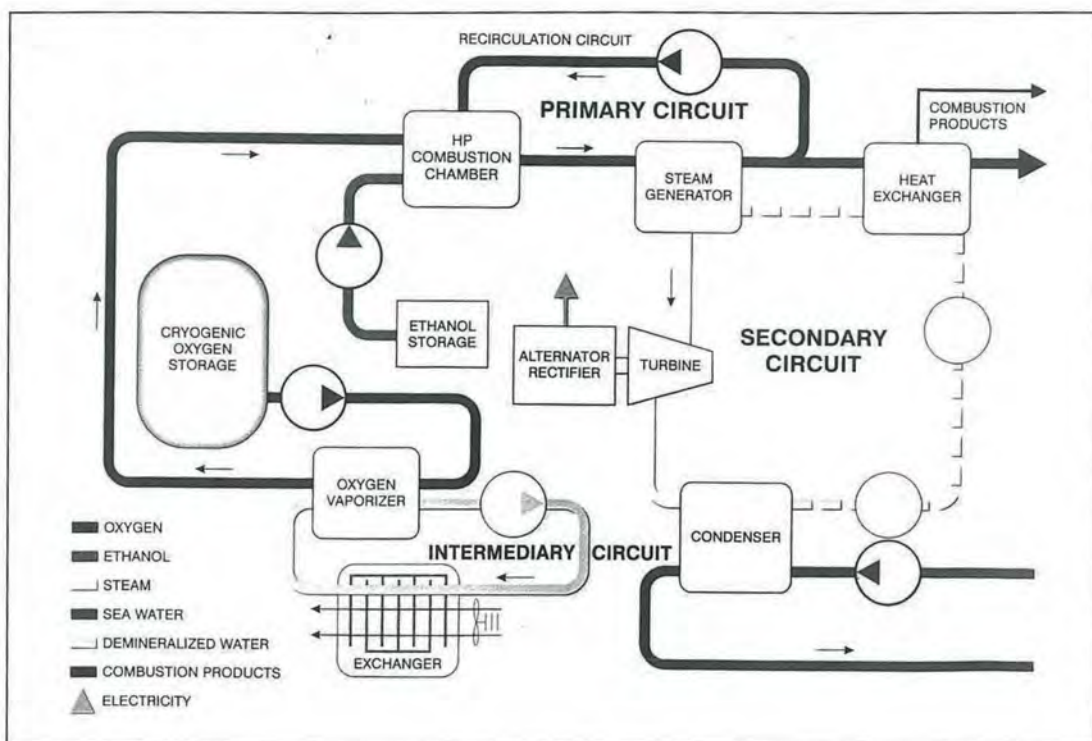 RECIRCULATION CIRCUIT
PRIMARY CIRCUIT
COMBUSTION
PRODUCTS
HP
COMBUSTION
CHAMBER
STEAM
GENERATOR
HEAT
EXCHANGER
CRYOGENIC
OXYGEN
STORAGE
ETHANOL
STORAGE
ALTERNATOR
RECTIFIER
TURBINE
SECONDARY
CIRCUIT
OXYGEN
VAPORIZER
INTERMEDIARY CIRCUIT
CONDENSER
EXCHANGER
OXYGEN
ETHANOL
STEAM
SEA WATER
DEMINERALIZED WATER
COMBUSTION PRODUCTS
ELECTRICITY